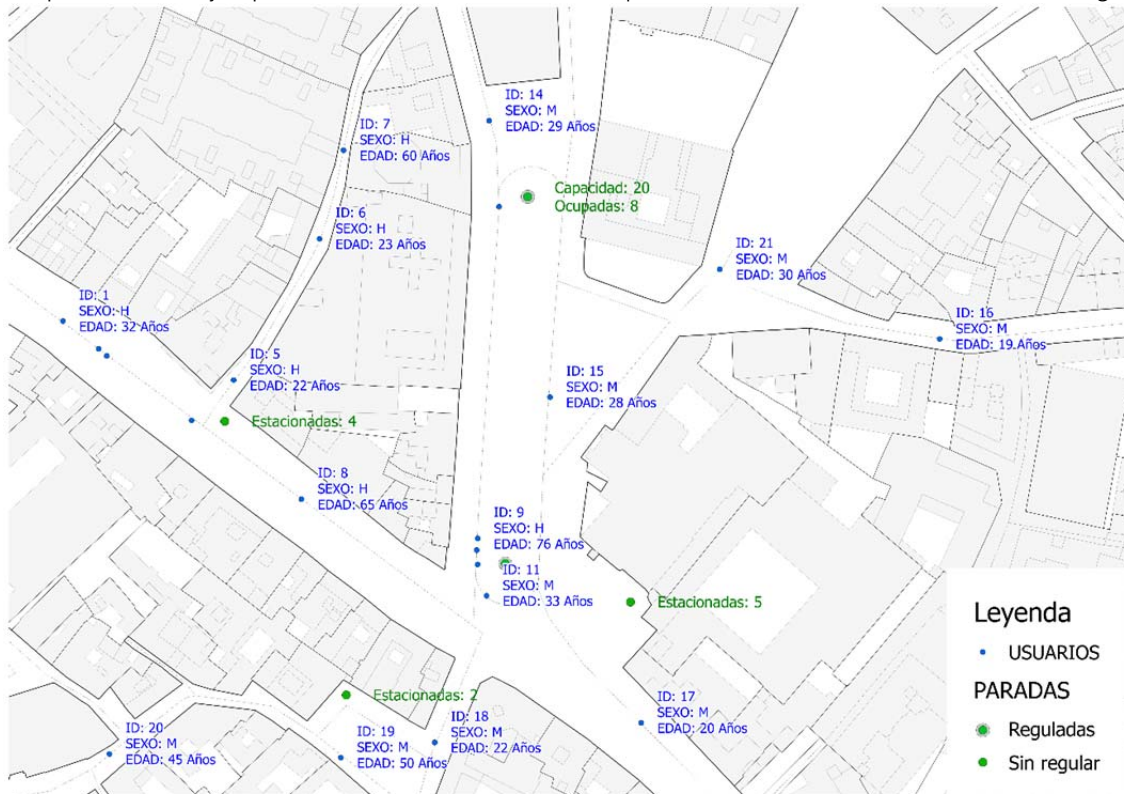 ID: 14
SEXO: M
EDAD: 29 Años
ID: 7
SEXO: H
EDAD: 60 Años
Capacidad: 20
Ocupadas: 8
ID: 6
SEXO: H
EDAD: 23 Años
ID: 21
SEXO: M
EDAD: 30 Años
ID: 1
SEXO: H
EDAD: 32 Años
ID: 16
SEXO: M
EDAD: 19 Años
ID: 5
SEXO: H
EDAD: 22 Años
ID: 15
SEXO: M
EDAD: 28 Años
Estacionadas: 4
ID: 8
SEXO: H
EDAD: 65 Años
ID: 9
SEXO: H
EDAD: 76 Años
ID: 11
SEXO: M
EDAD: 33 Años
Estacionadas: 5
Estacionadas: 2
ID: 17
SEXO: M
EDAD: 20 Años
ID: 18
SEXO: M
EDAD: 22 Años
ID: 20
SEXO: M
EDAD: 45 Años
ID: 19
SEXO: M
EDAD: 50 Años
Leyenda
USUARIOS
PARADAS
Reguladas
Sin regular